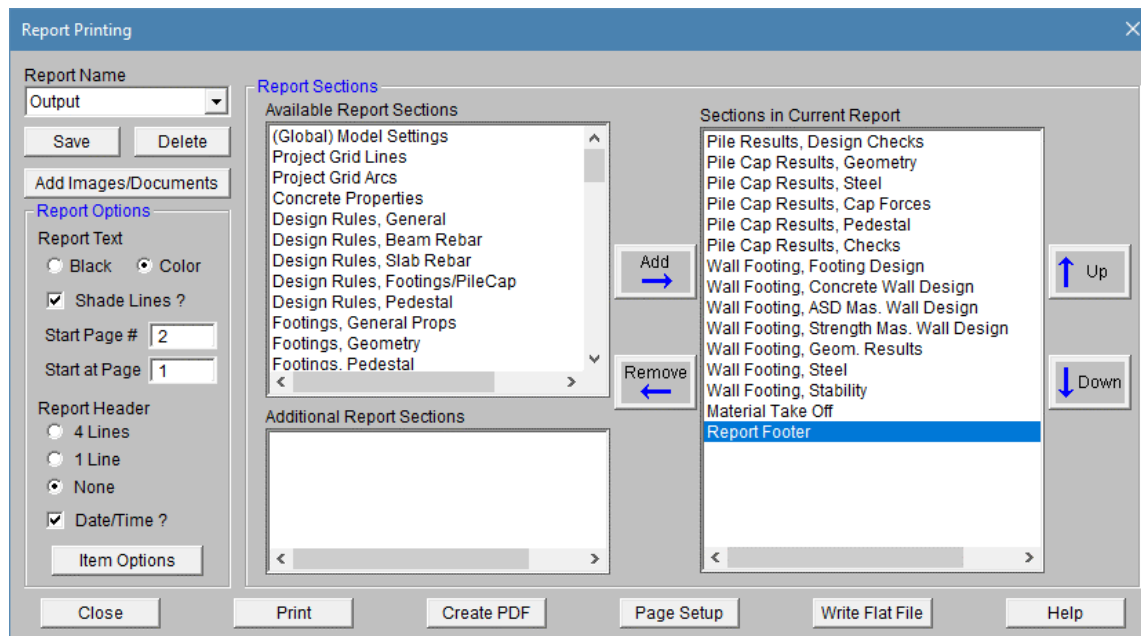 Report Printing
Report Name
Output
Save
Delete
Add Images/Documents
Report Options
Report Text
Black
Color
Shade Lines ?
Start Page #
2
Start at Page
1
Report Header
4 Lines
1 Line
None
Date/Time ?
Item Options
Report Sections
Available Report Sections
(Global) Model Settings
Project Grid Lines
Project Grid Arcs
Concrete Properties
Design Rules, General
Design Rules, Beam Rebar
Design Rules, Slab Rebar
Design Rules, Footings/PileCap
Design Rules, Pedestal
Footings, General Props
Footings, Geometry
Footings, Pedestal
Additional Report Sections
Add
Remove
Sections in Current Report
Pile Results, Design Checks
Pile Cap Results, Geometry
Pile Cap Results, Steel
Pile Cap Results, Cap Forces
Pile Cap Results, Pedestal
Pile Cap Results, Checks
Wall Footing, Footing Design
Wall Footing, Concrete Wall Design
Wall Footing, ASD Mas. Wall Design
Wall Footing, Strength Mas. Wall Design
Wall Footing, Geom. Results
Wall Footing, Steel
Wall Footing, Stability
Material Take Off
Report Footer
Up
Down
Close
Print
Create PDF
Page Setup
Write Flat File
Help